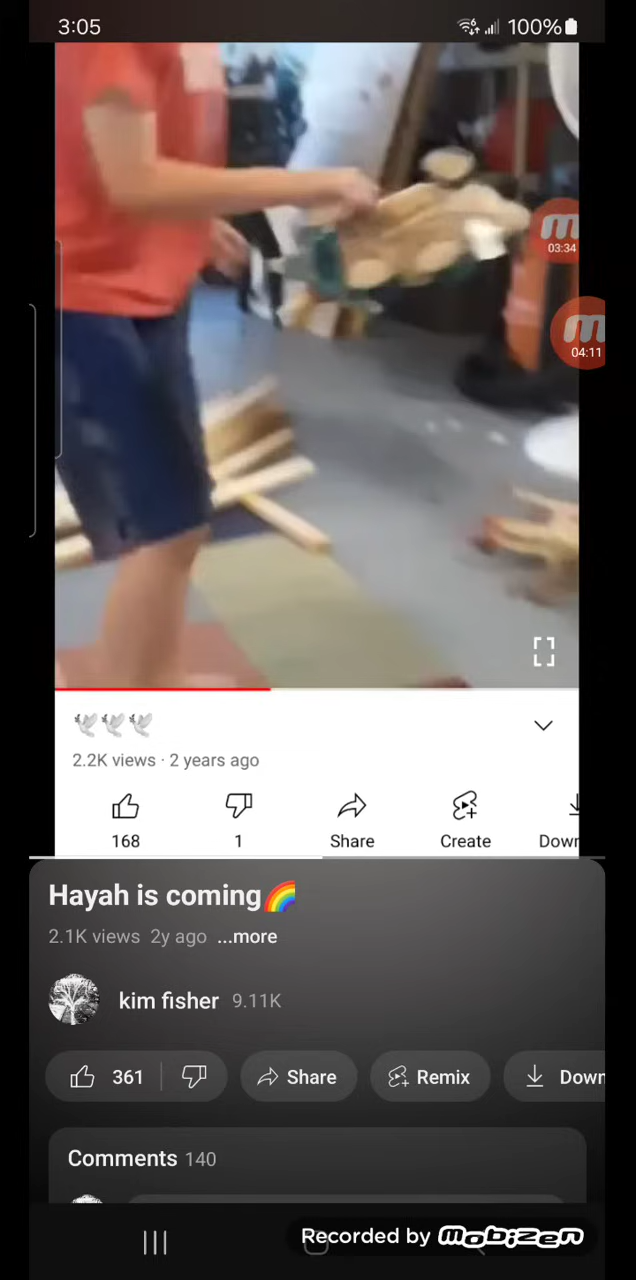 3:05
100%
03:34
04:11
2.2K views · 2 years ago
168
1
Share
Create
Dowr
Hayah is coming🌈
2.1K views 2y ago ...more
kim fisher 9.11K
361
Share
Remix
Down
Comments 140
Recorded by mobizen